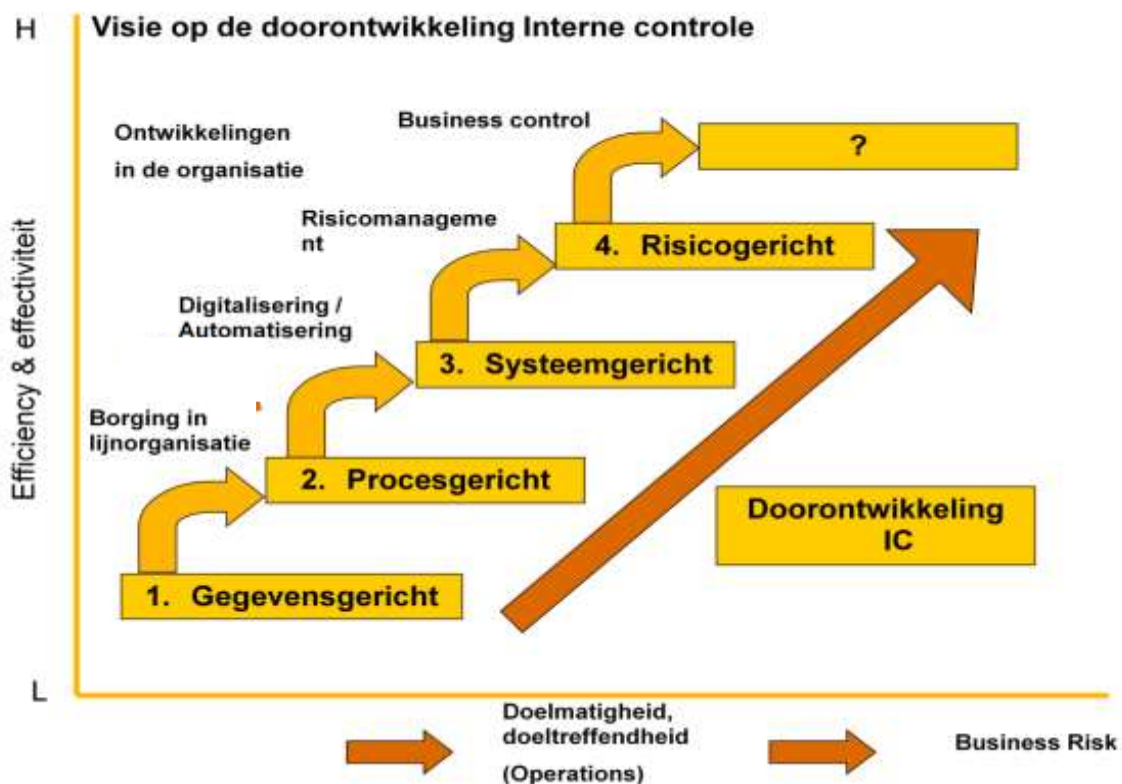 H
Visie op de doorontwikkeling Interne controle
Business control
Ontwikkelingen
in de organisatie
?
Risicomanageme
nt
4. Risicogericht
Efficiency & effectiviteit
Digitalisering /
Automatisering
3. Systeemgericht
Borging in
lijnorganisatie
2. Procesgericht
Doorontwikkeling
IC
1. Gegevensgericht
L
Doelmatigheid,
doeltreffendheid
(Operations)
Business Risk